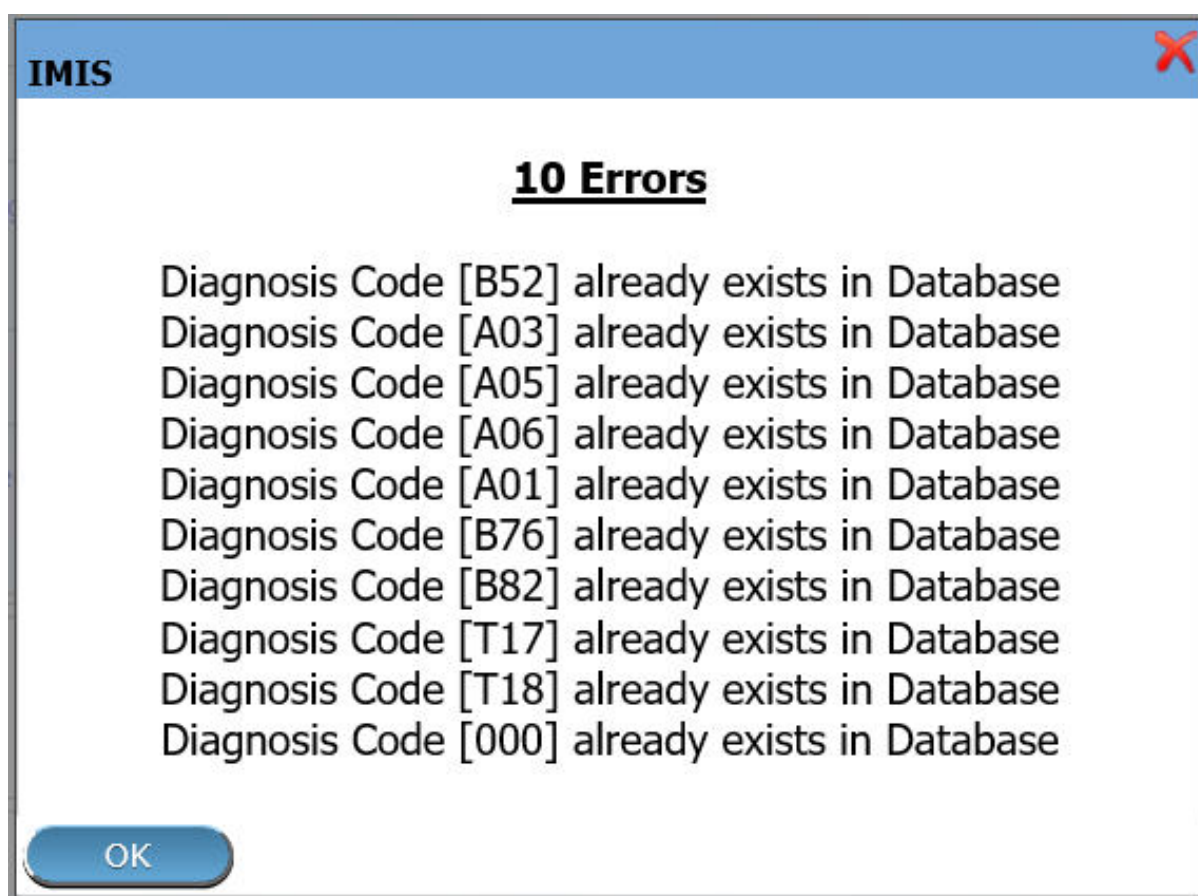 IMIS
10 Errors
Diagnosis Code [B52] already exists in Database
Diagnosis Code [A03] already exists in Database
Diagnosis Code [A05] already exists in Database
Diagnosis Code [A06] already exists in Database
Diagnosis Code [A01] already exists in Database
Diagnosis Code [B76] already exists in Database
Diagnosis Code [B82] already exists in Database
Diagnosis Code [T17] already exists in Database
Diagnosis Code [T18] already exists in Database
Diagnosis Code [000] already exists in Database
OK